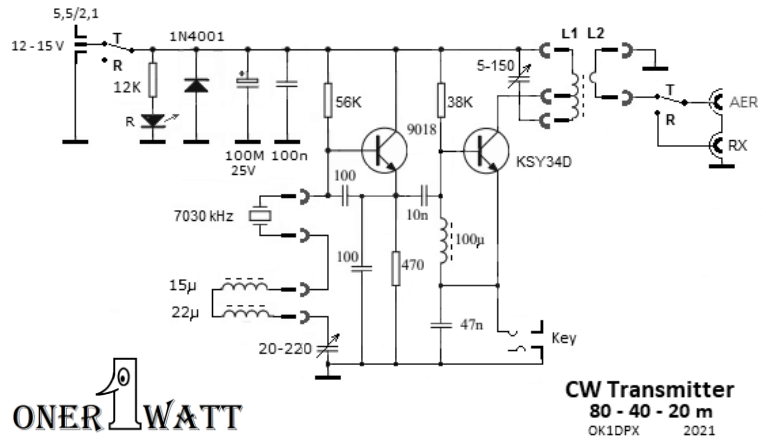 5,5/2,1
12 - 15 V
T
R
1N4001
12K
R
100M
25V
100n
56K
9018
38K
5-150
L1 L2
T
R
AER
RX
KSY34D
100
10n
7030 kHz
100
470
100µ
15µ
22µ
47n
20-220
Key
ONER 1 WATT
CW Transmitter
80 - 40 - 20 m
OK1DPX 2021